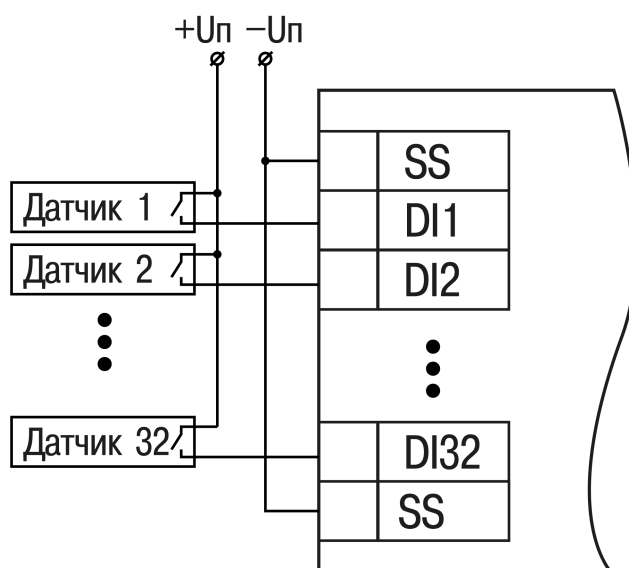 +Uп −Uп
SS
Датчик 1
DI1
Датчик 2
DI2
Датчик 32
DI32
SS